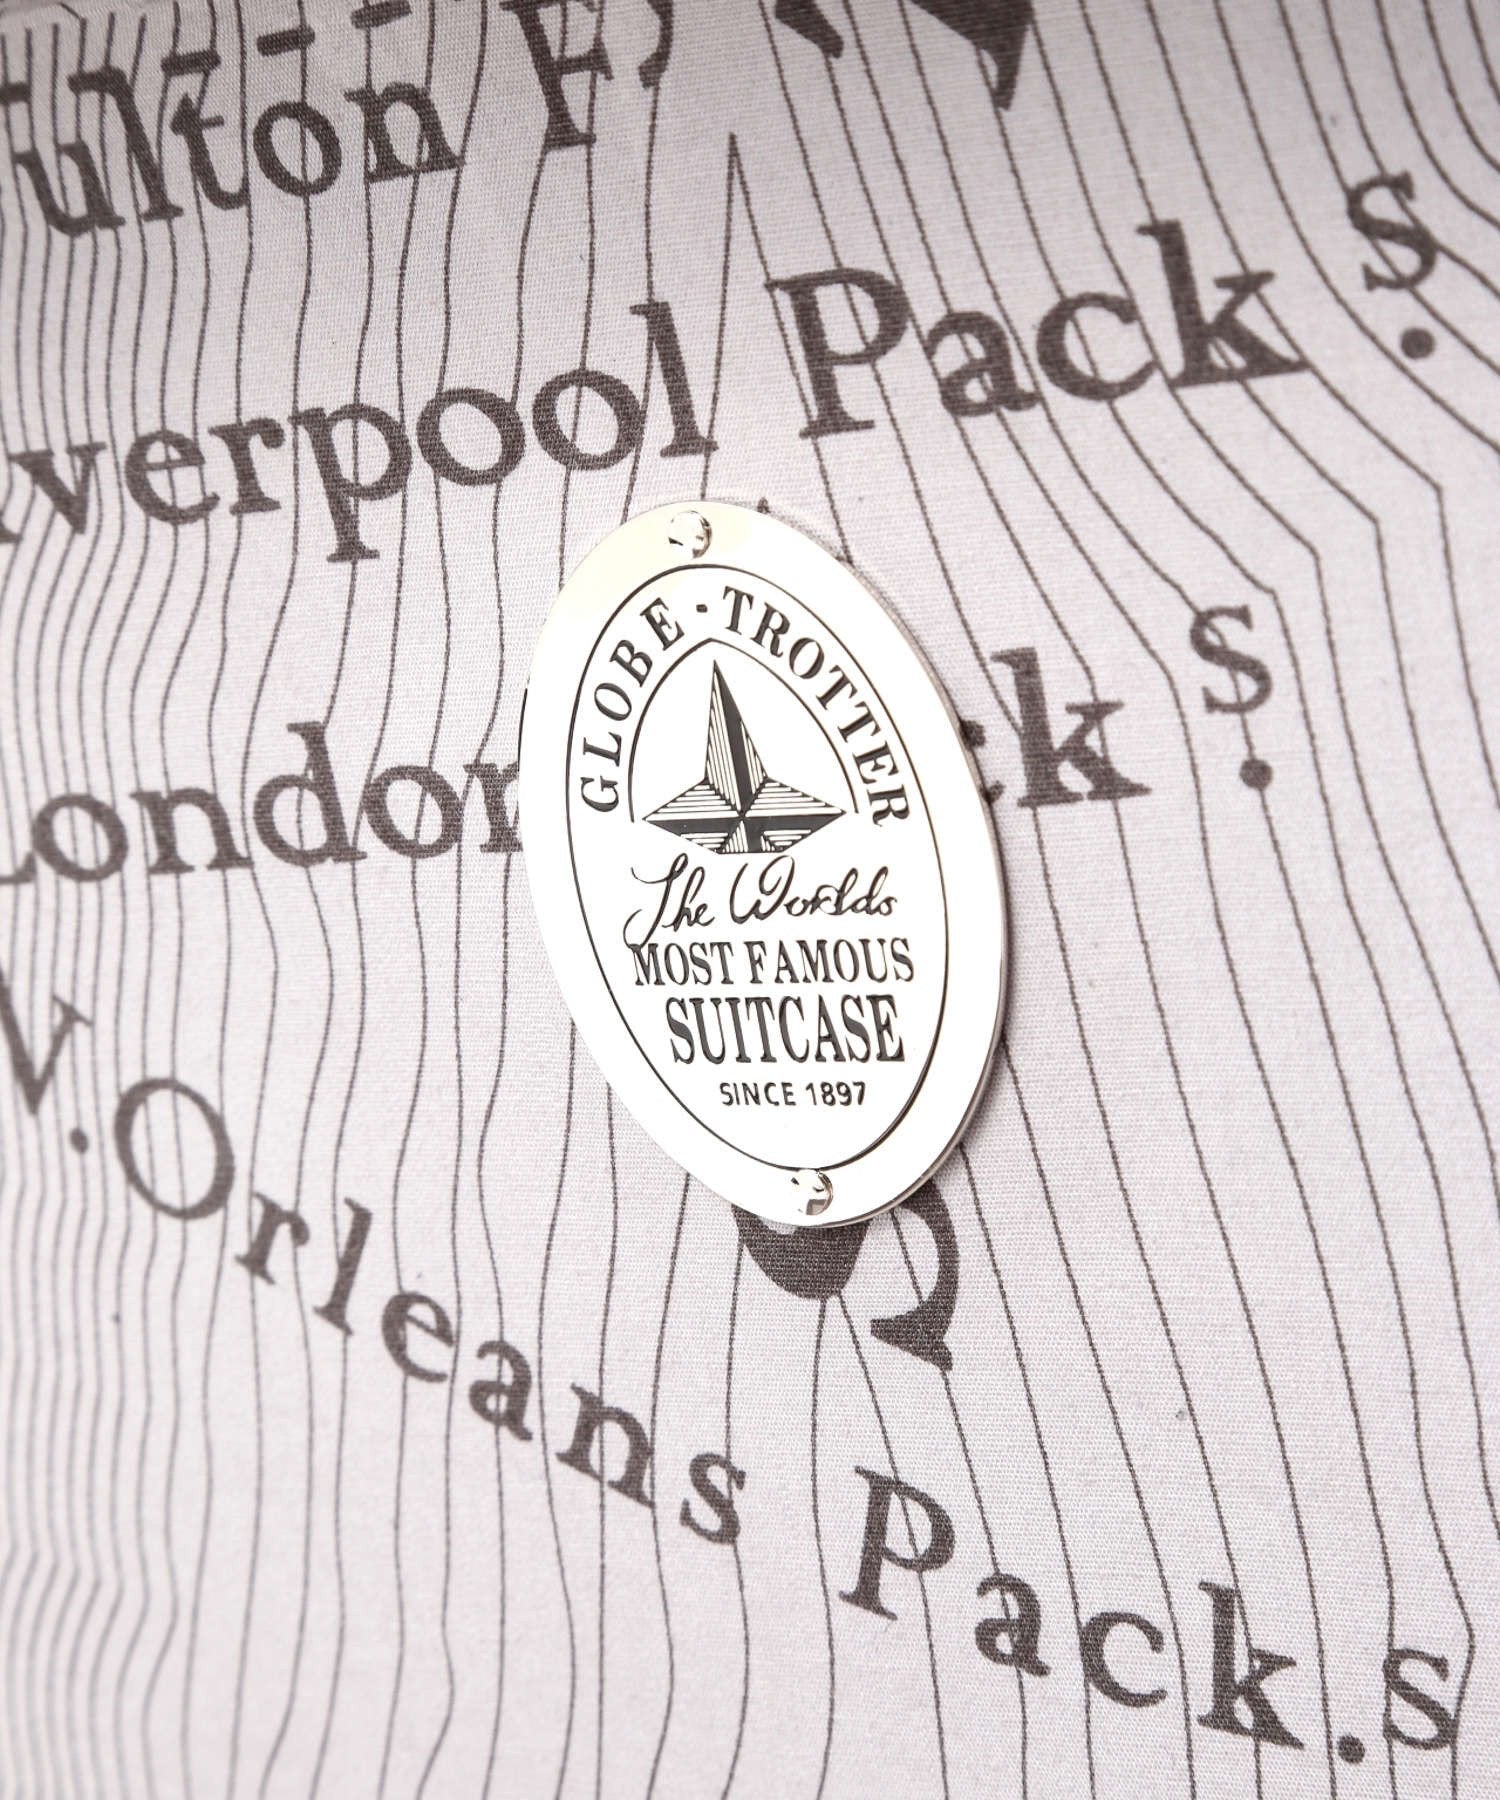 ulton F
verpool Pack.s
London
ck.s
GLOBE-TROTTER
The Worlds
MOST FAMOUS
SUITCASE
SINCE 1897
Orleans Pack.s